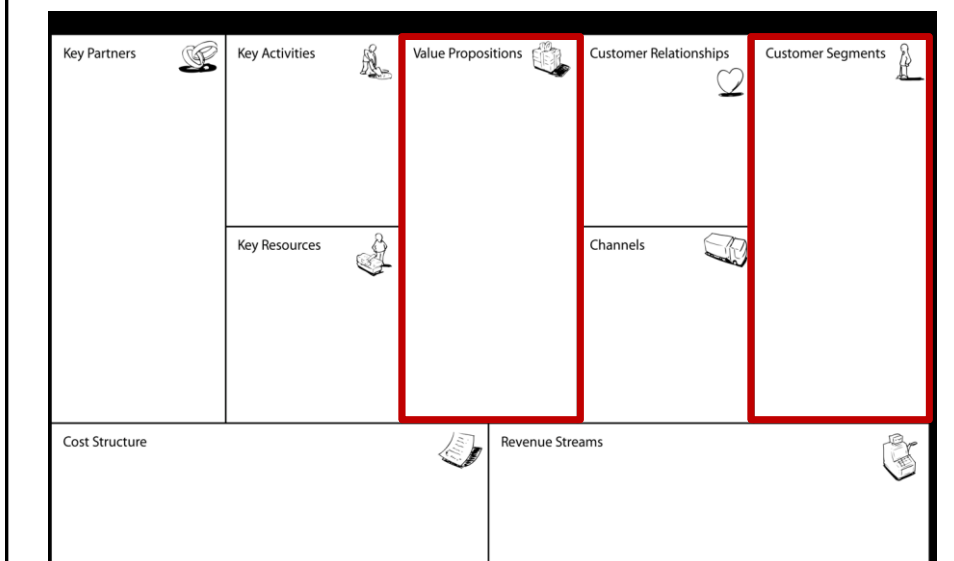 Key Partners
Key Activities
Value Propositions
Customer Relationships
Customer Segments
Key Resources
Channels
Cost Structure
Revenue Streams